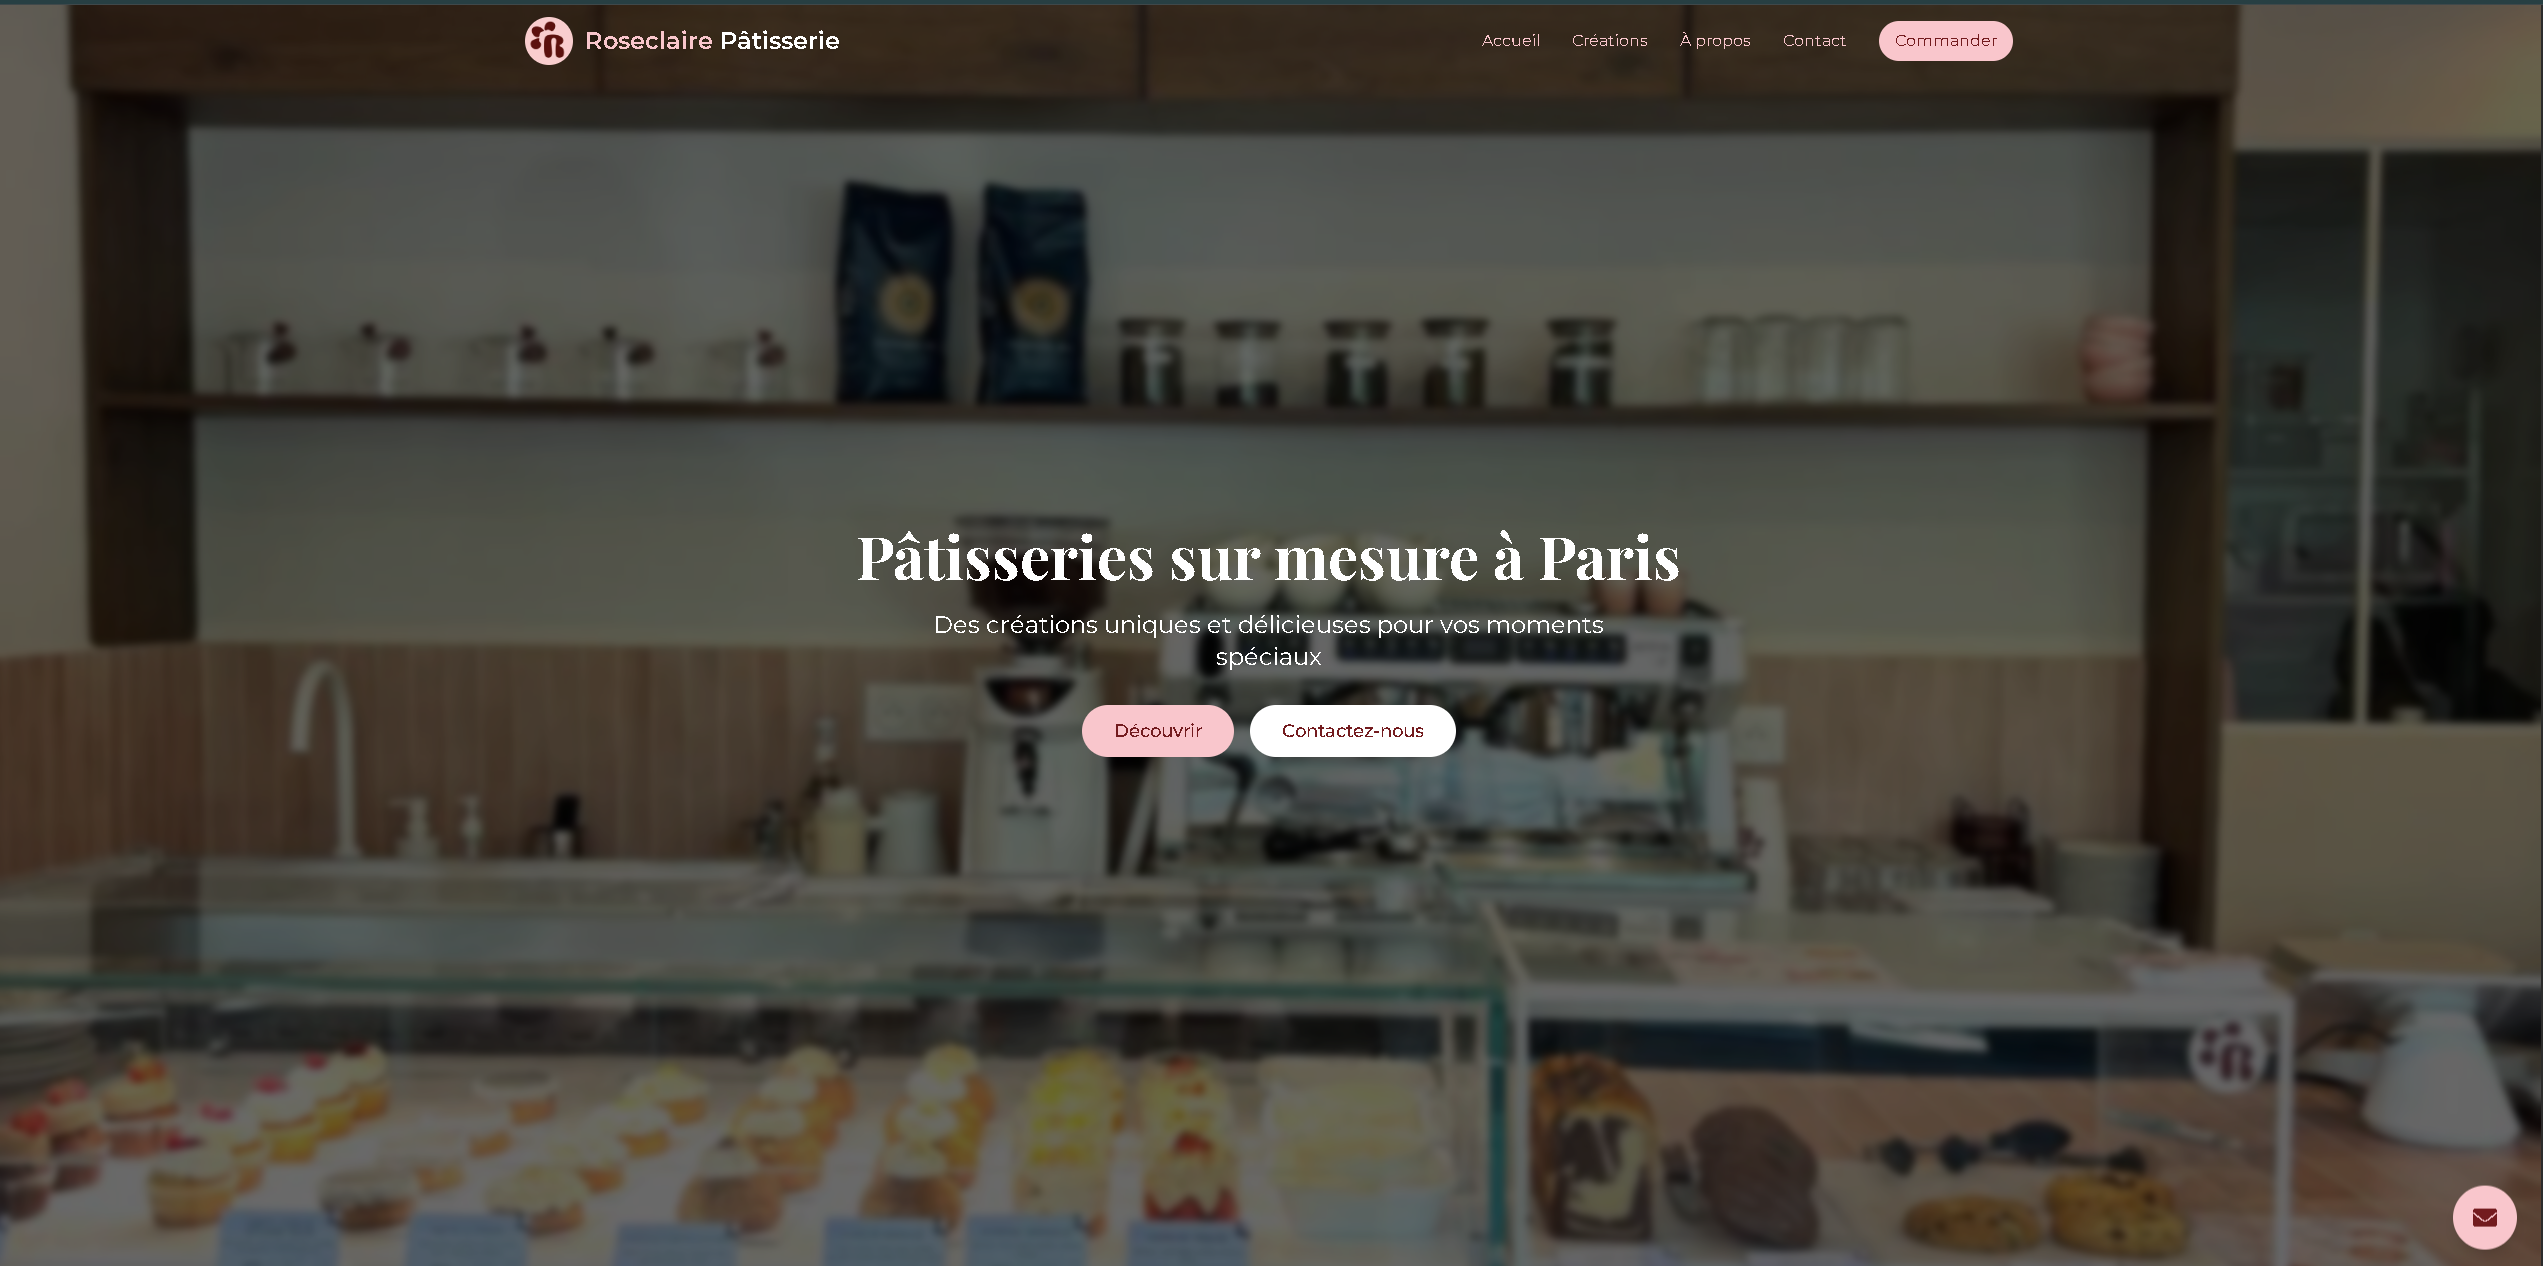 Roseclaire Pâtisserie
Accueil
Créations
À propos
Contact
Commander
Pâtisseries sur mesure à Paris
Des créations uniques et délicieuses pour vos moments
spéciaux
Découvrir
Contactez-nous